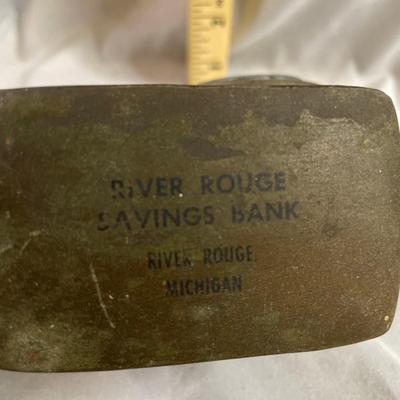 RIVER ROUGE
SAVINGS BANK
RIVER ROUGE,
MICHIGAN